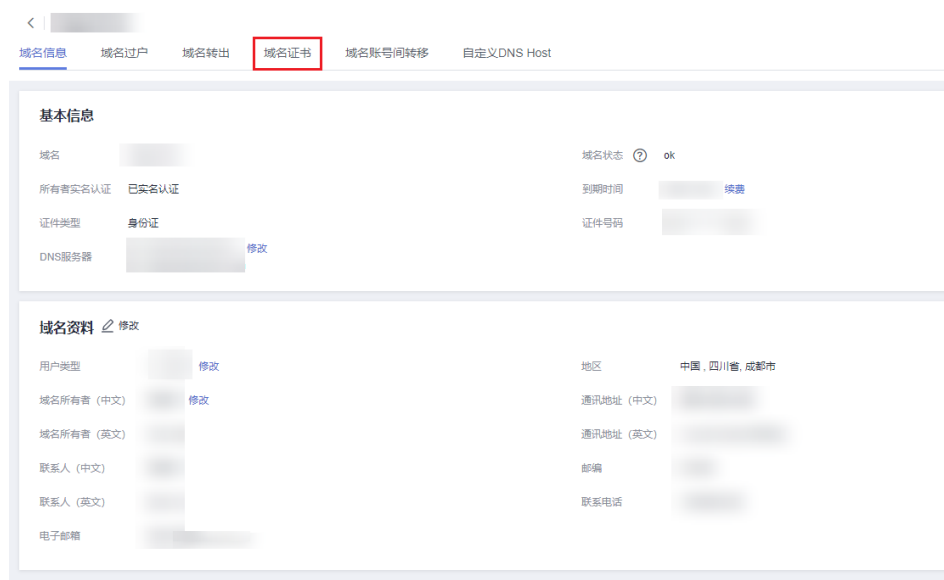 域名信息 域名过户 域名转出 域名证书 域名账号间转移 自定义DNS Host
基本信息
域名
域名状态 ? ok
所有者实名认证 已实名认证
到期时间 续费
证件类型 身份证
证件号码
DNS服务器 修改
域名资料 修改
用户类型 修改
地区 中国 , 四川省, 成都市
域名所有者（中文） 修改
通讯地址（中文）
域名所有者（英文）
通讯地址（英文）
联系人（中文）
邮编
联系人（英文）
联系电话
电子邮箱